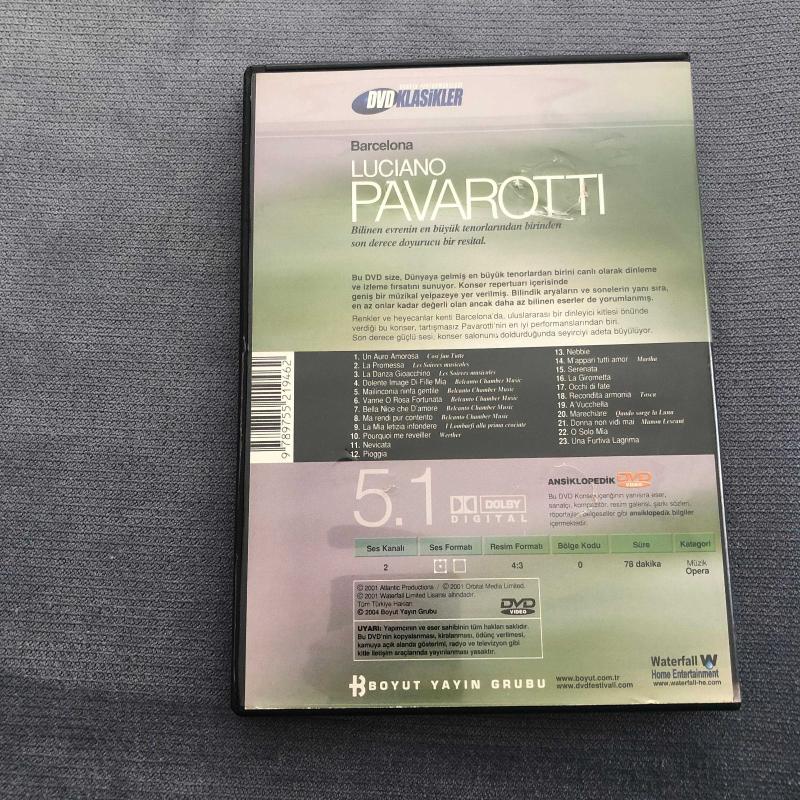 DVD KLASİKLER
Barcelona
LUCIANO
PAVAROTTI
Bilinen evrenin en büyük tenorlarından birinden
son derece doyurucu bir resital.
Bu DVD size, Dünyaya gelmiş en büyük tenorlardan birini canlı olarak dinleme
ve izleme fırsatını sunuyor. Konser repertuarı içerisinde
geniş bir müzikal yelpazeye yer verilmiş. Bilindik aryaların ve sonelerin yanı sıra,
en az onlar kadar değerli olan ancak daha az bilinen eserler de yorumlanmış.
Renkler ve heyecanlar kenti Barcelona'da, uluslararası bir dinleyici kitlesi önünde
verdiği bu konser, tartışmasız Pavarotti'nin en iyi performanslarından biri.
Son derece güçlü sesi, konser salonunu doldurduğunda seyirciyi adeta büyülüyor.
1. Un Auro Amorosa Cosi fan Tutte
2. La Promessa Les Soirees musicales
3. La Danza Gioacchino Les Soirees musicales
4. Dolente Image Di Fille Mia Belcanto Chamber Music
5. Malinconia ninfa gentile Belcanto Chamber Music
6. Vanne O'Rosa Fortunata Belcanto Chamber Music
7. Bella Nice che D'amore Belcanto Chamber Music
8. Ma rendi pur contento Belcanto Chamber Music
9. La Mia letizia infondere I Lombarfi alla prima crociate
10. Pourquoi me reveiller Werther
11. Nevicata
12. Pioggia
13. Nebbie
14. M'appari tutti amor Martha
15. Serenata
16. La Girometta
17. Occhi di fate
18. Recondita armonia Tosca
19. A'Vucchella
20. Marechiare Quando sorge la Luna
21. Donna non vidi mai Manon Lescaut
22. O Solo Mia
23. Una Furtiva Lagrima
9 789755 219462
5.1
DOLBY
DIGITAL
ANSİKLOPEDİK DVD VIDEO
Bu DVD Konser içeriğinin yanısıra eser,
sanatçı, kompozitör, resim galerisi, şarkı sözleri,
röportajlar, belgeseller gibi ansiklopedik bilgiler
içermektedir.
Ses Kanalı Ses Formatı Resim Formatı Bölge Kodu Süre Kategori
2 4:3 0 78 dakika Müzik
Opera
© 2001 Atlantic Productions / © 2001 Orbital Media Limited.
© 2001 Waterfall Limited Lisansı altındadır.
Tüm Türkiye Hakları
© 2004 Boyut Yayın Grubu
DVD
VIDEO
UYARI: Yapımcının ve eser sahibinin tüm hakları saklıdır.
Bu DVD'nin kopyalanması, kiralanması, ödünç verilmesi,
kamuya açık alanda gösterimi, radyo ve televizyon gibi
kitle iletişim araçlarında yayınlanması yasaktır.
BOYUT YAYIN GRUBU
www.boyut.com.tr
www.dvdfestivali.com
Waterfall W
Home Entertainment
www.waterfall-he.com